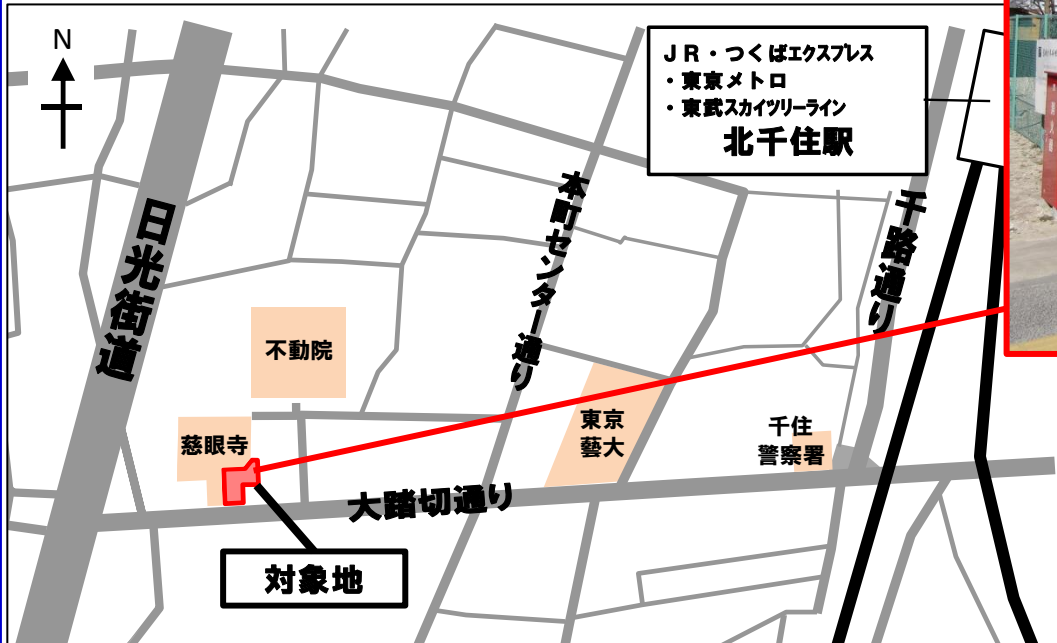 N
JR・つくばエクスプレス
・東京メトロ
・東武スカイツリーライン
北千住駅
日光街道
本町センター通り
千路通り
不動院
慈眼寺
東京
藝大
千住
警察署
大踏切通り
対象地